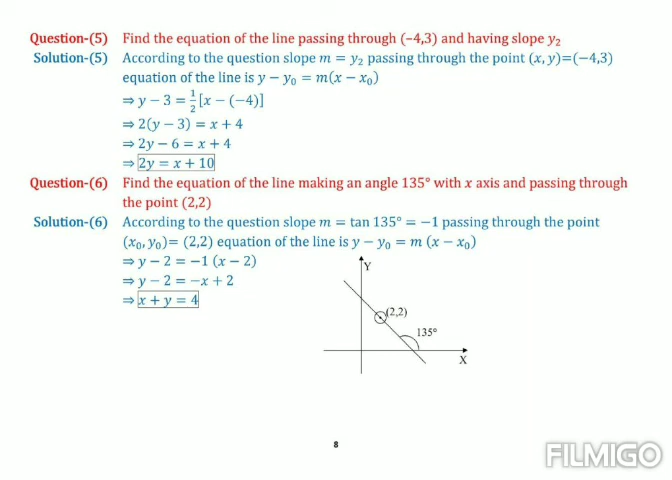 Question-(5) Find the equation of the line passing through (−4,3) and having slope y₂
Solution-(5) According to the question slope m = y₂ passing through the point (x, y)=(−4,3)
equation of the line is y − y₀ = m(x − x₀)
⇒ y − 3 = 1/2 [x − (−4)]
⇒ 2(y − 3) = x + 4
⇒ 2y − 6 = x + 4
⇒ 2y = x + 10
Question-(6) Find the equation of the line making an angle 135° with x axis and passing through
the point (2,2)
Solution-(6) According to the question slope m = tan 135° = −1 passing through the point
(x₀, y₀)= (2,2) equation of the line is y − y₀ = m (x − x₀)
⇒ y − 2 = −1 (x − 2)
⇒ y − 2 = −x + 2
⇒ x + y = 4
Y
(2,2)
135°
X
8
FILMIGO